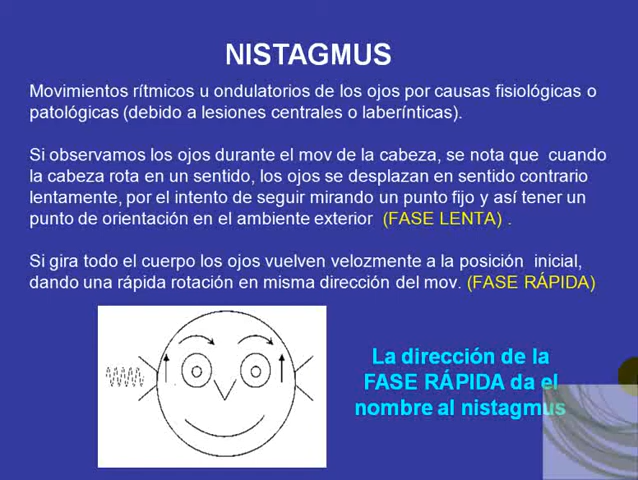 NISTAGMUS
Movimientos rítmicos u ondulatorios de los ojos por causas fisiológicas o
patológicas (debido a lesiones centrales o laberínticas).
Si observamos los ojos durante el mov de la cabeza, se nota que cuando
la cabeza rota en un sentido, los ojos se desplazan en sentido contrario
lentamente, por el intento de seguir mirando un punto fijo y así tener un
punto de orientación en el ambiente exterior (FASE LENTA) .
Si gira todo el cuerpo los ojos vuelven velozmente a la posición inicial,
dando una rápida rotación en misma dirección del mov. (FASE RÁPIDA)
La dirección de la
FASE RÁPIDA da el
nombre al nistagmus